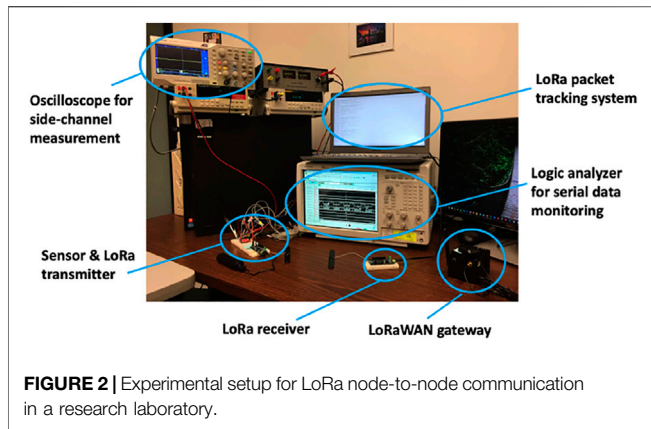 Oscilloscope for
side-channel
measurement
LoRa packet
tracking system
Logic analyzer
for serial data
monitoring
Sensor & LoRa
transmitter
LoRa receiver
LoRaWAN gateway
FIGURE 2 | Experimental setup for LoRa node-to-node communication
in a research laboratory.